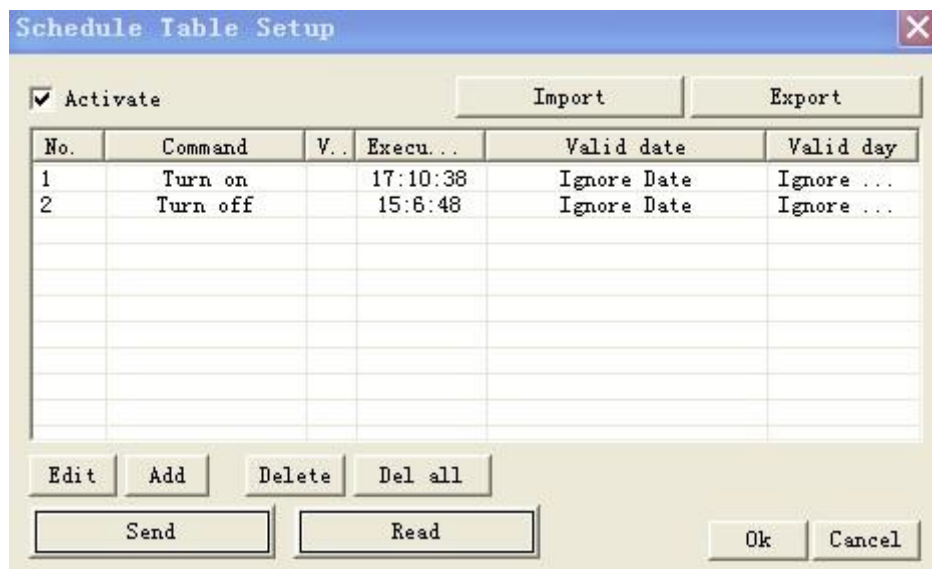 Schedule Table Setup
Activate Import Export
No. Command V.. Execu... Valid date Valid day
1 Turn on 17:10:38 Ignore Date Ignore ...
2 Turn off 15:6:48 Ignore Date Ignore ...
Edit Add Delete Del all
Send Read Ok Cancel